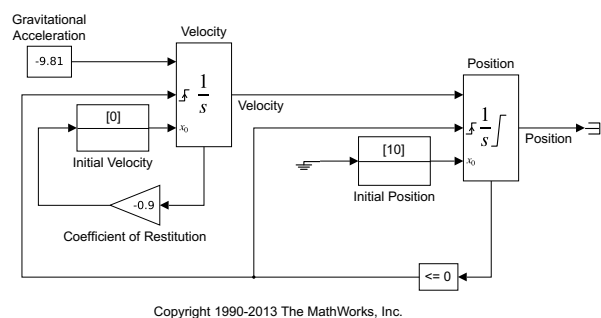 Gravitational
Acceleration
-9.81
Velocity
1
s
x₀
Velocity
[0]
Initial Velocity
-0.9
Coefficient of Restitution
Position
1
s
x₀
Position
[10]
Initial Position
<= 0
Copyright 1990-2013 The MathWorks, Inc.